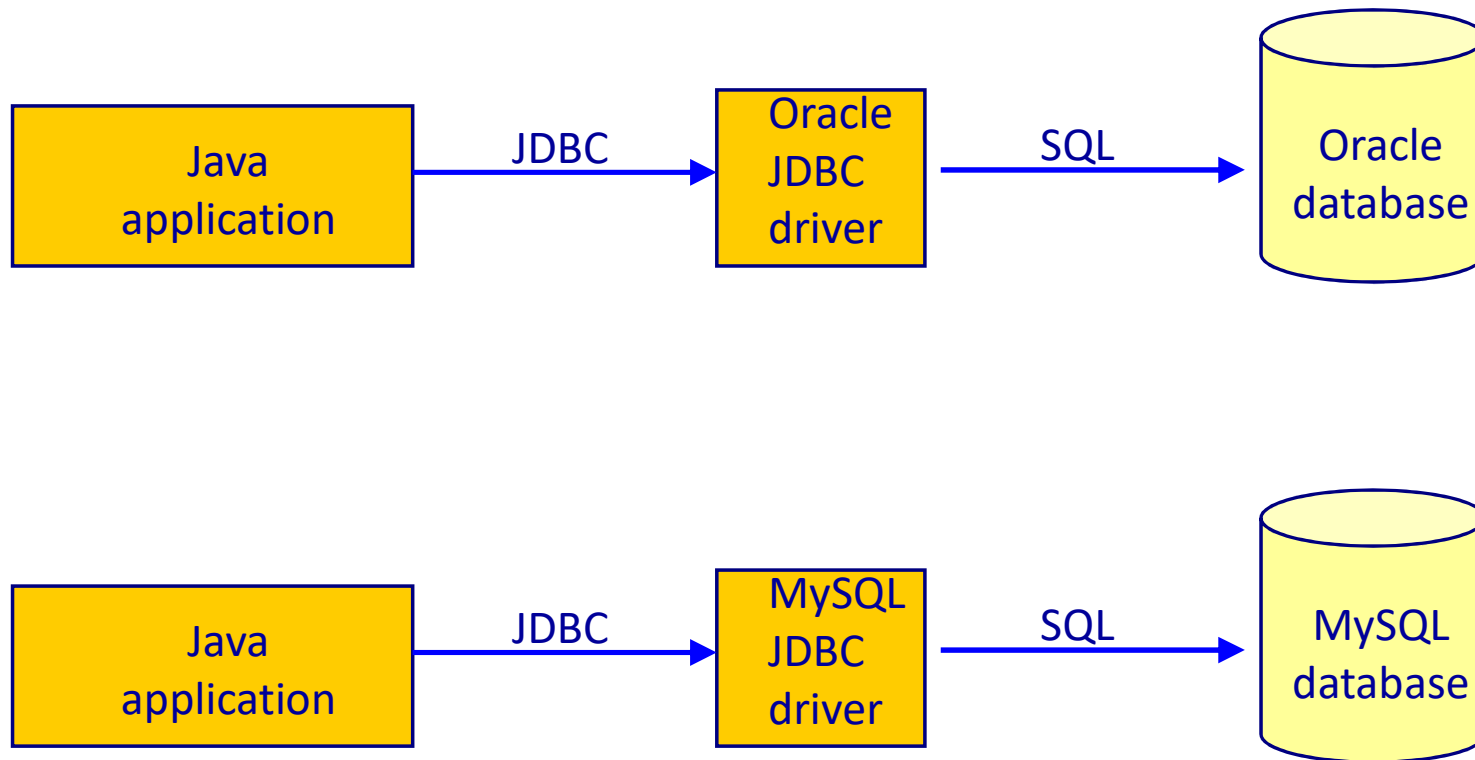 Java
application
JDBC
Oracle
JDBC
driver
SQL
Oracle
database
Java
application
JDBC
MySQL
JDBC
driver
SQL
MySQL
database